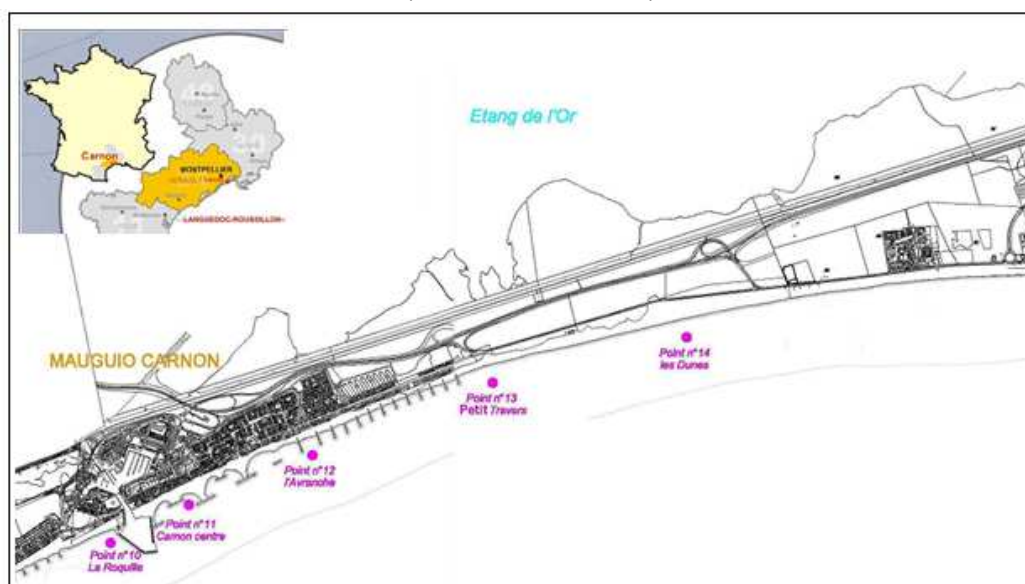 Etang de l'Or
Carnon
MONTPELLIER
LANGUEDOC-ROUSSILLON
MAUGUIO CARNON
Point n°14
les Dunes
Point n°13
Petit Travers
Point n°12
l'Avranche
Point n°11
Carnon centre
Point n°10
La Roquille